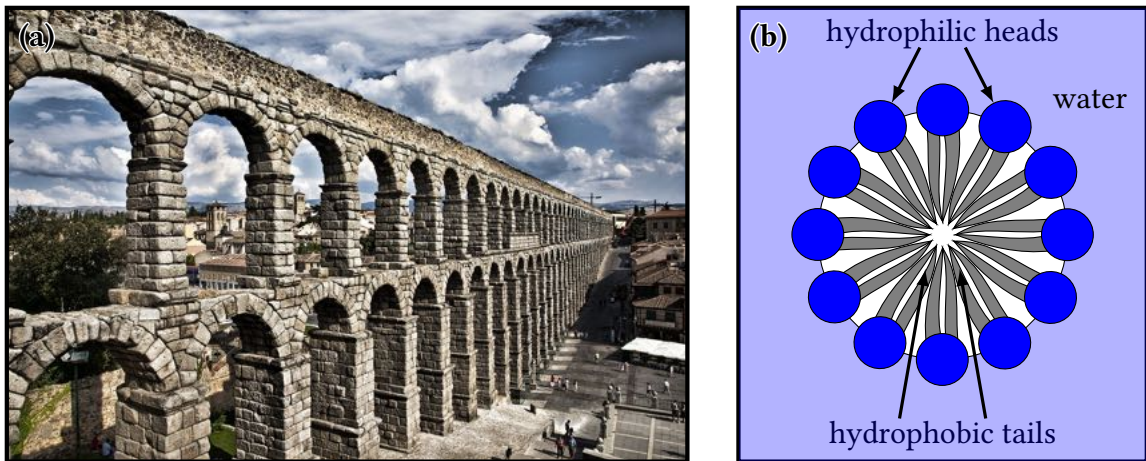 (a)
(b)
hydrophilic heads
water
hydrophobic tails